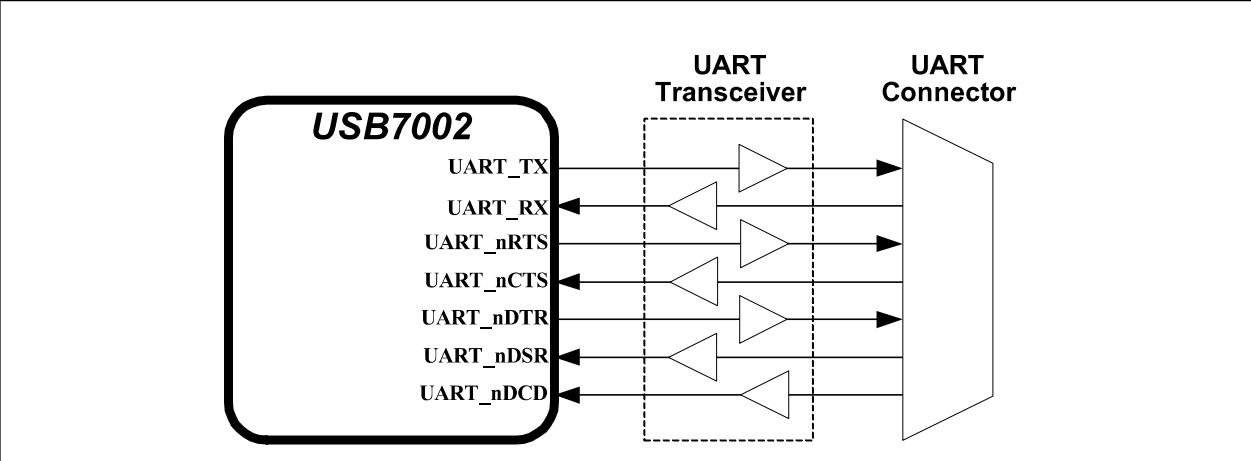 UART
Transceiver
UART
Connector
USB7002
UART_TX
UART_RX
UART_nRTS
UART_nCTS
UART_nDTR
UART_nDSR
UART_nDCD